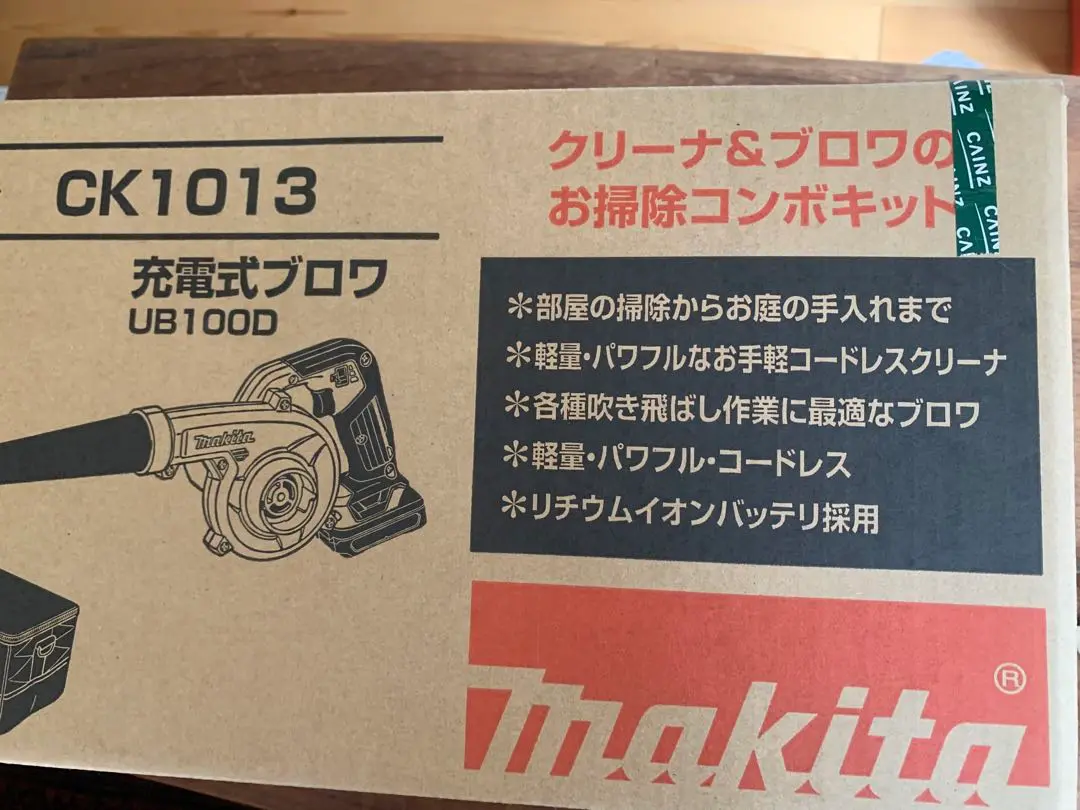 CK1013
充電式ブロワ
UB100D
makita
クリーナ&ブロワの
お掃除コンボキット
CAINZ
*部屋の掃除からお庭の手入れまで
*軽量・パワフルなお手軽コードレスクリーナ
*各種吹き飛ばし作業に最適なブロワ
*軽量・パワフル・コードレス
*リチウムイオンバッテリ採用
makita®